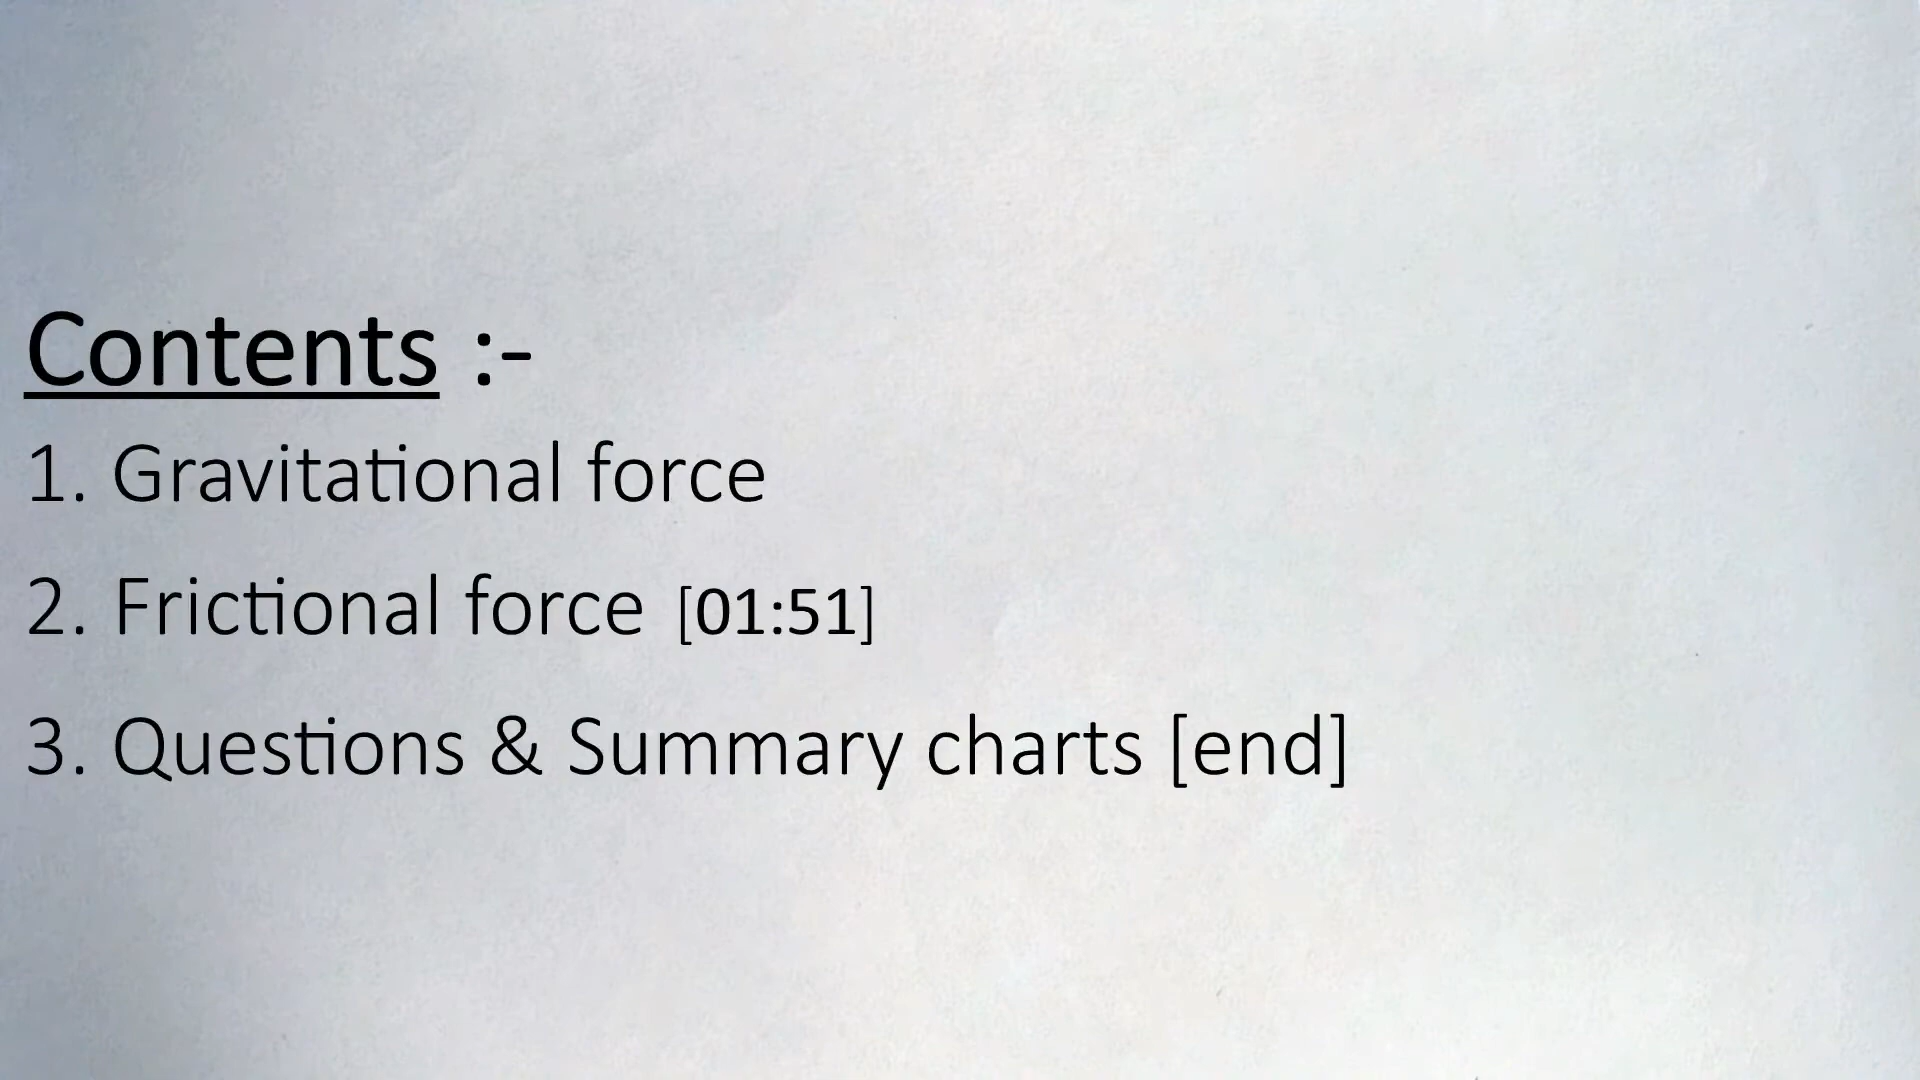 Contents :-
1. Gravitational force
2. Frictional force [01:51]
3. Questions & Summary charts [end]